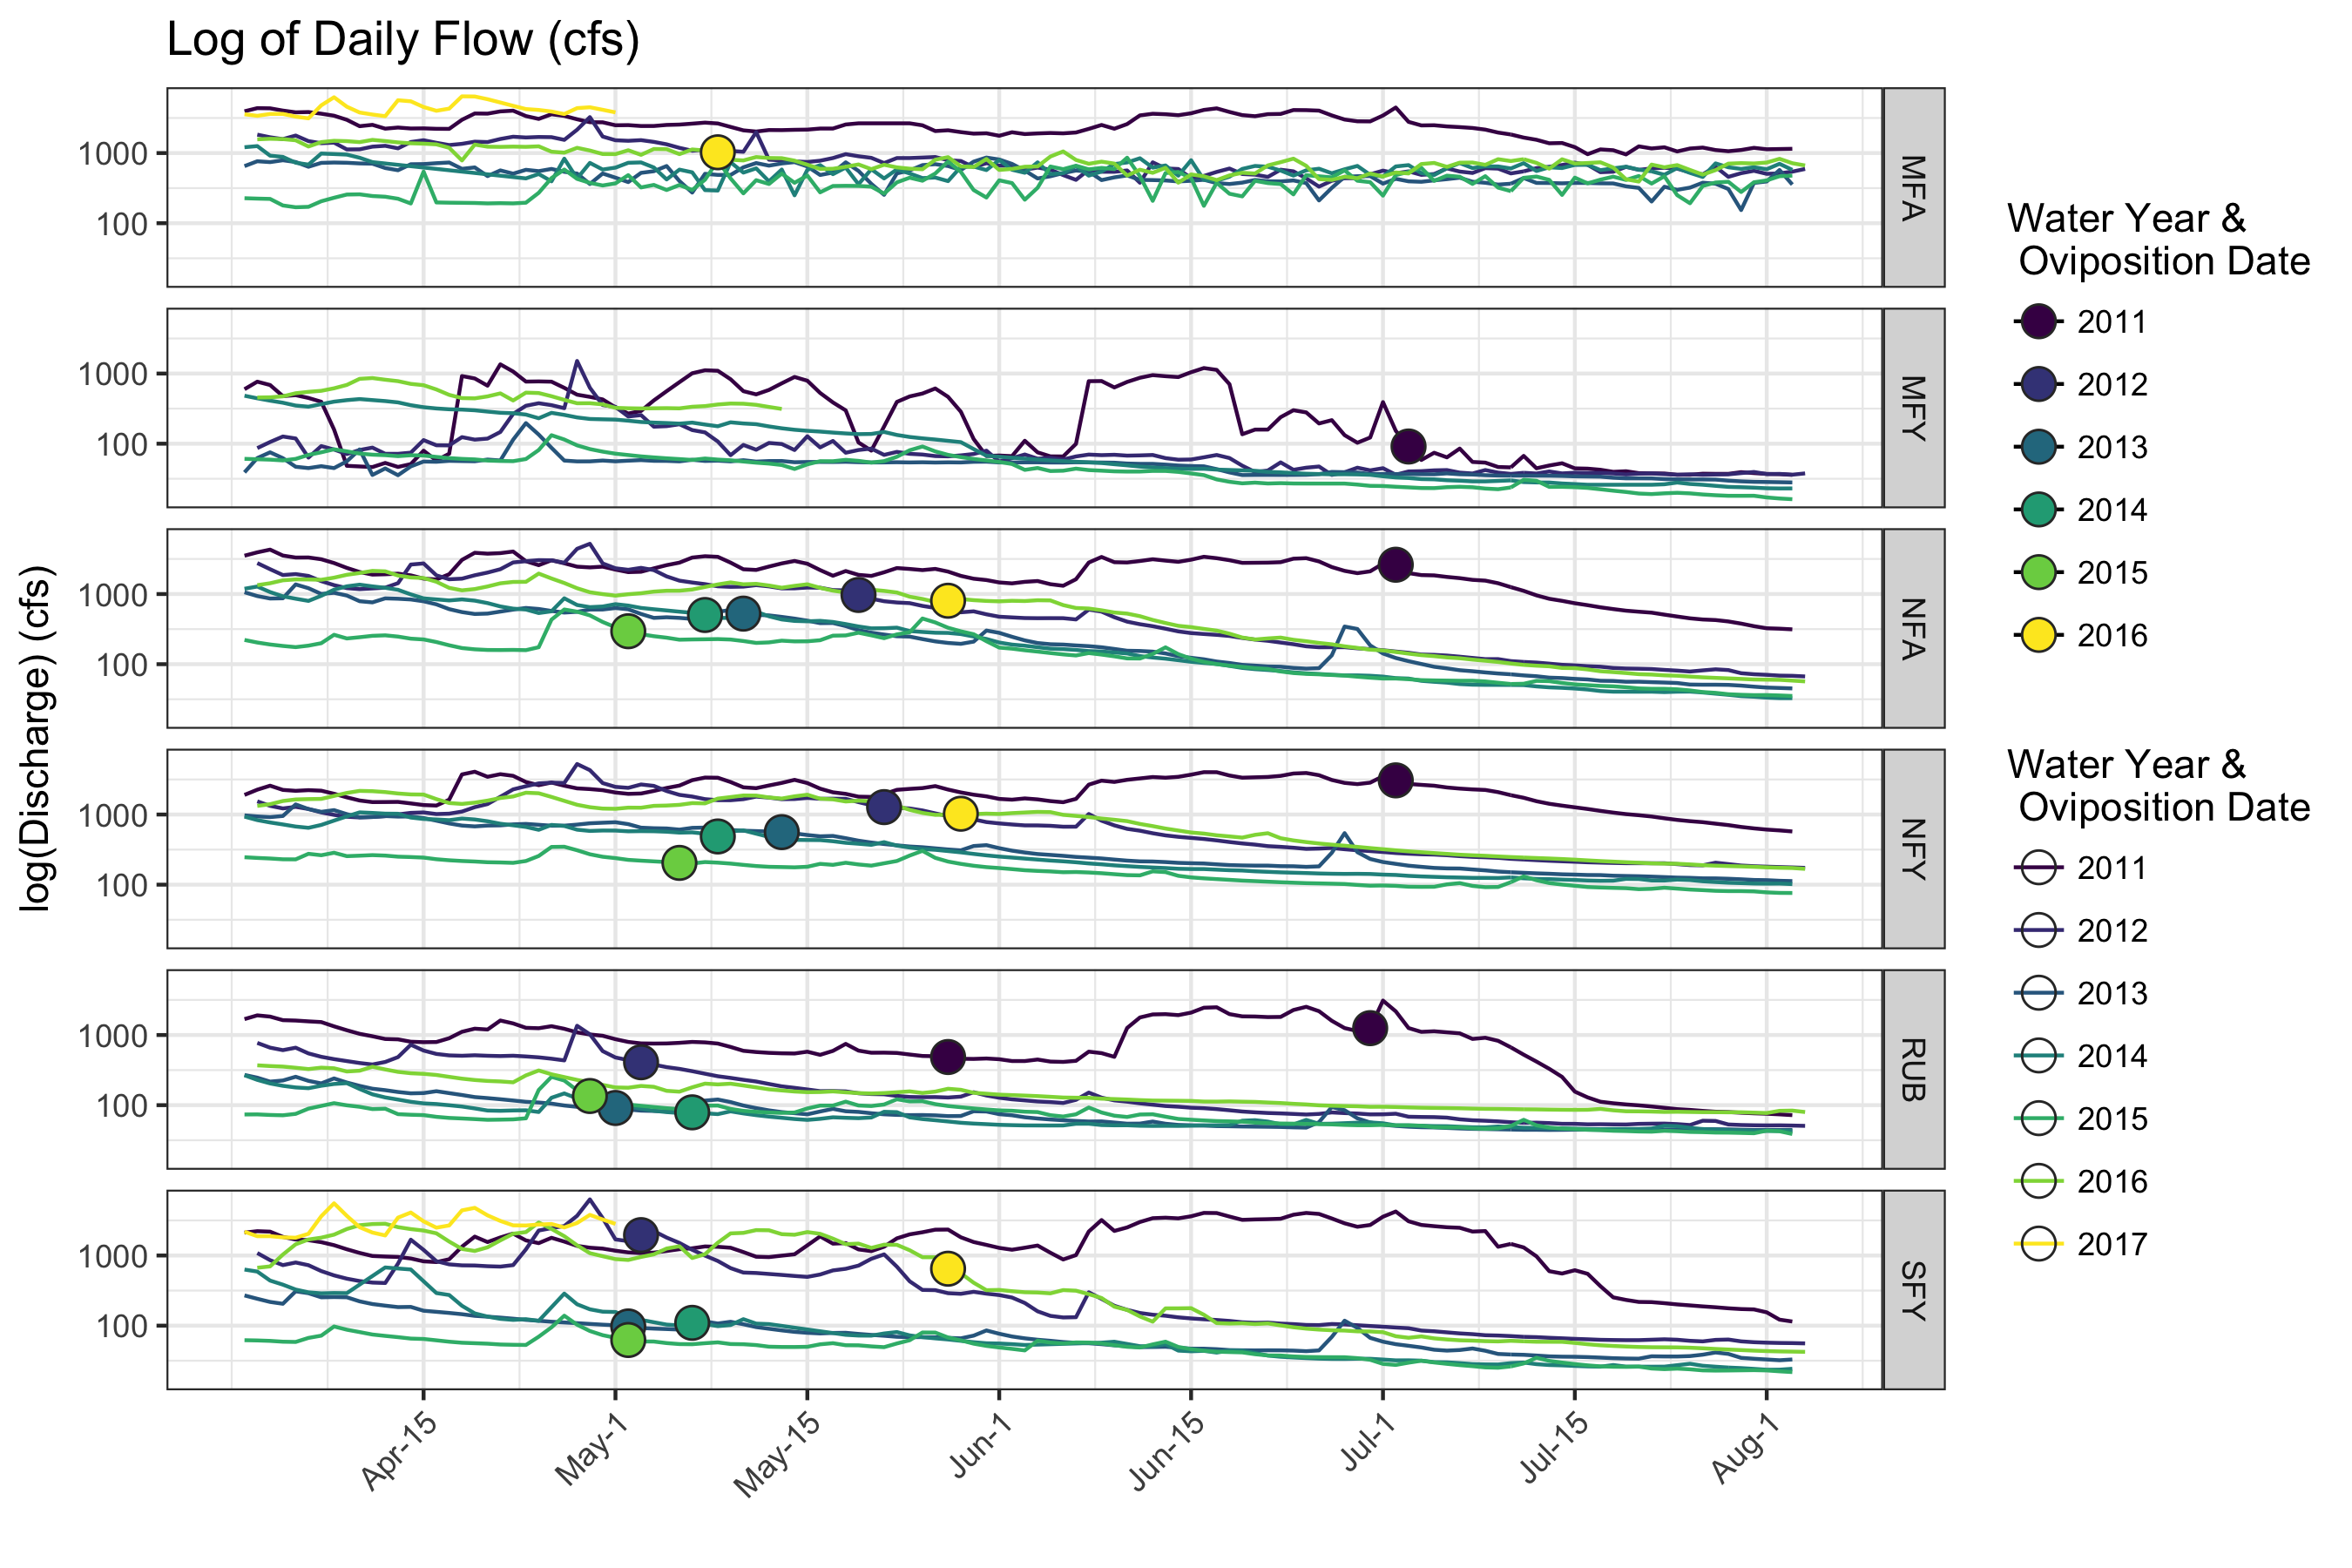 Log of Daily Flow (cfs)
log(Discharge) (cfs)
1000
100
MFA
1000
100
MFY
1000
100
NFA
1000
100
NFY
1000
100
RUB
1000
100
SFY
Apr-15
May-1
May-15
Jun-1
Jun-15
Jul-1
Jul-15
Aug-1
Water Year &
Oviposition Date
2011
2012
2013
2014
2015
2016
Water Year &
Oviposition Date
2011
2012
2013
2014
2015
2016
2017